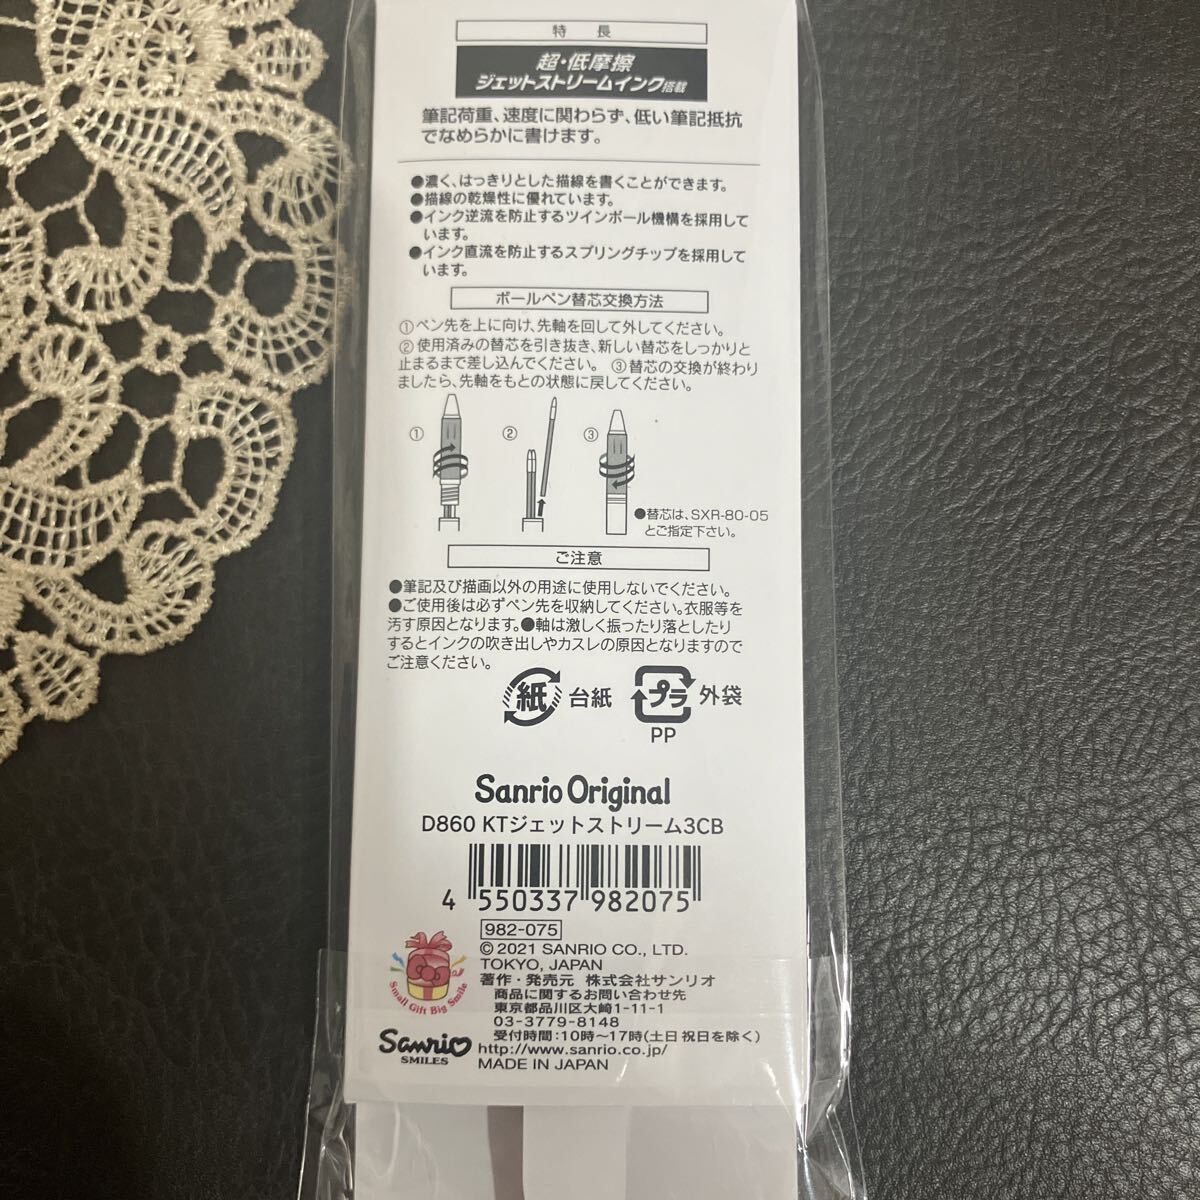 特 長
超・低摩擦
ジェットストリームインク搭載
筆記荷重、速度に関わらず、低い筆記抵抗
でなめらかに書けます。
●濃く、はっきりとした描線を書くことができます。
●描線の乾燥性に優れています。
●インク逆流を防止するツインボール機構を採用して
います。
●インク直流を防止するスプリングチップを採用して
います。
ボールペン替芯交換方法
①ペン先を上に向け、先軸を回して外してください。
②使用済みの替芯を引き抜き、新しい替芯をしっかりと
止まるまで差し込んでください。 ③替芯の交換が終わり
ましたら、先軸をもとの状態に戻してください。
① ② ③
●替芯は、SXR-80-05
とご指定下さい。
ご注意
●筆記及び描画以外の用途に使用しないでください。
●ご使用後は必ずペン先を収納してください。衣服等を
汚す原因となります。●軸は激しく振ったり落としたり
するとインクの吹き出しやカスレの原因となりますので
ご注意ください。
紙 台紙 プラ 外袋
PP
Sanrio Original
D860 KTジェットストリーム3CB
4 550337 982075
982-075
© 2021 SANRIO CO., LTD.
TOKYO, JAPAN
著作・発売元 株式会社サンリオ
商品に関するお問い合わせ先
東京都品川区大崎1-11-1
03-3779-8148
受付時間:10時〜17時(土日 祝日を除く)
http://www.sanrio.co.jp/
MADE IN JAPAN
Small Gift Big Smile
Sanrio
SMILES